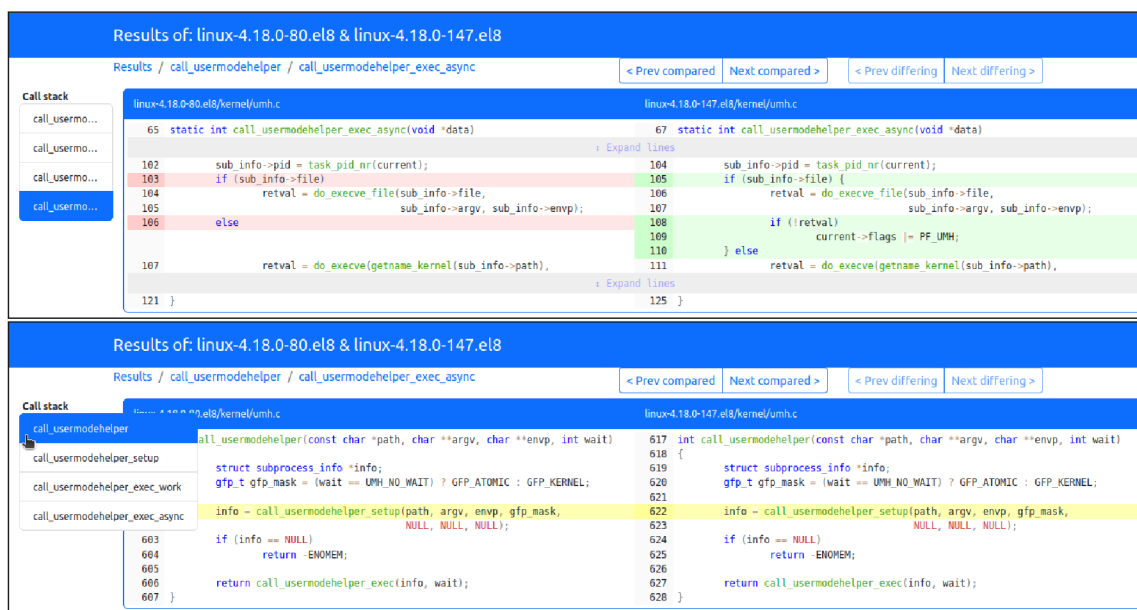 Results of: linux-4.18.0-80.el8 & linux-4.18.0-147.el8
Results / call_usermodehelper / call_usermodehelper_exec_async
< Prev compared Next compared > < Prev differing Next differing >
Call stack
call_usermo...
call_usermo...
call_usermo...
call_usermo...
linux-4.18.0-80.el8/kernel/umh.c
65 static int call_usermodehelper_exec_async(void *data)
102 sub_info->pid = task_pid_nr(current);
103 if (sub_info->file)
104 retval = do_execve_file(sub_info->file,
105 sub_info->argv, sub_info->envp);
106 else
107 retval = do_execve(getname_kernel(sub_info->path),
121 }
linux-4.18.0-147.el8/kernel/umh.c
67 static int call_usermodehelper_exec_async(void *data)
↕ Expand lines
104 sub_info->pid = task_pid_nr(current);
105 if (sub_info->file) {
106 retval = do_execve_file(sub_info->file,
107 sub_info->argv, sub_info->envp);
108 if (!retval)
109 current->flags |= PF_UMH;
110 } else
111 retval = do_execve(getname_kernel(sub_info->path),
↕ Expand lines
125 }
Results of: linux-4.18.0-80.el8 & linux-4.18.0-147.el8
Results / call_usermodehelper / call_usermodehelper_exec_async
< Prev compared Next compared > < Prev differing Next differing >
Call stack
call_usermodehelper
call_usermodehelper_setup
call_usermodehelper_exec_work
call_usermodehelper_exec_async
linux-4.18.0-80.el8/kernel/umh.c
call_usermodehelper(const char *path, char **argv, char **envp, int wait)
struct subprocess_info *info;
gfp_t gfp_mask = (wait == UMH_NO_WAIT) ? GFP_ATOMIC : GFP_KERNEL;
info = call_usermodehelper_setup(path, argv, envp, gfp_mask,
NULL, NULL, NULL);
603 if (info == NULL)
604 return -ENOMEM;
605
606 return call_usermodehelper_exec(info, wait);
607 }
linux-4.18.0-147.el8/kernel/umh.c
617 int call_usermodehelper(const char *path, char **argv, char **envp, int wait)
618 {
619 struct subprocess_info *info;
620 gfp_t gfp_mask = (wait == UMH_NO_WAIT) ? GFP_ATOMIC : GFP_KERNEL;
621
622 info = call_usermodehelper_setup(path, argv, envp, gfp_mask,
623 NULL, NULL, NULL);
624 if (info == NULL)
625 return -ENOMEM;
626
627 return call_usermodehelper_exec(info, wait);
628 }